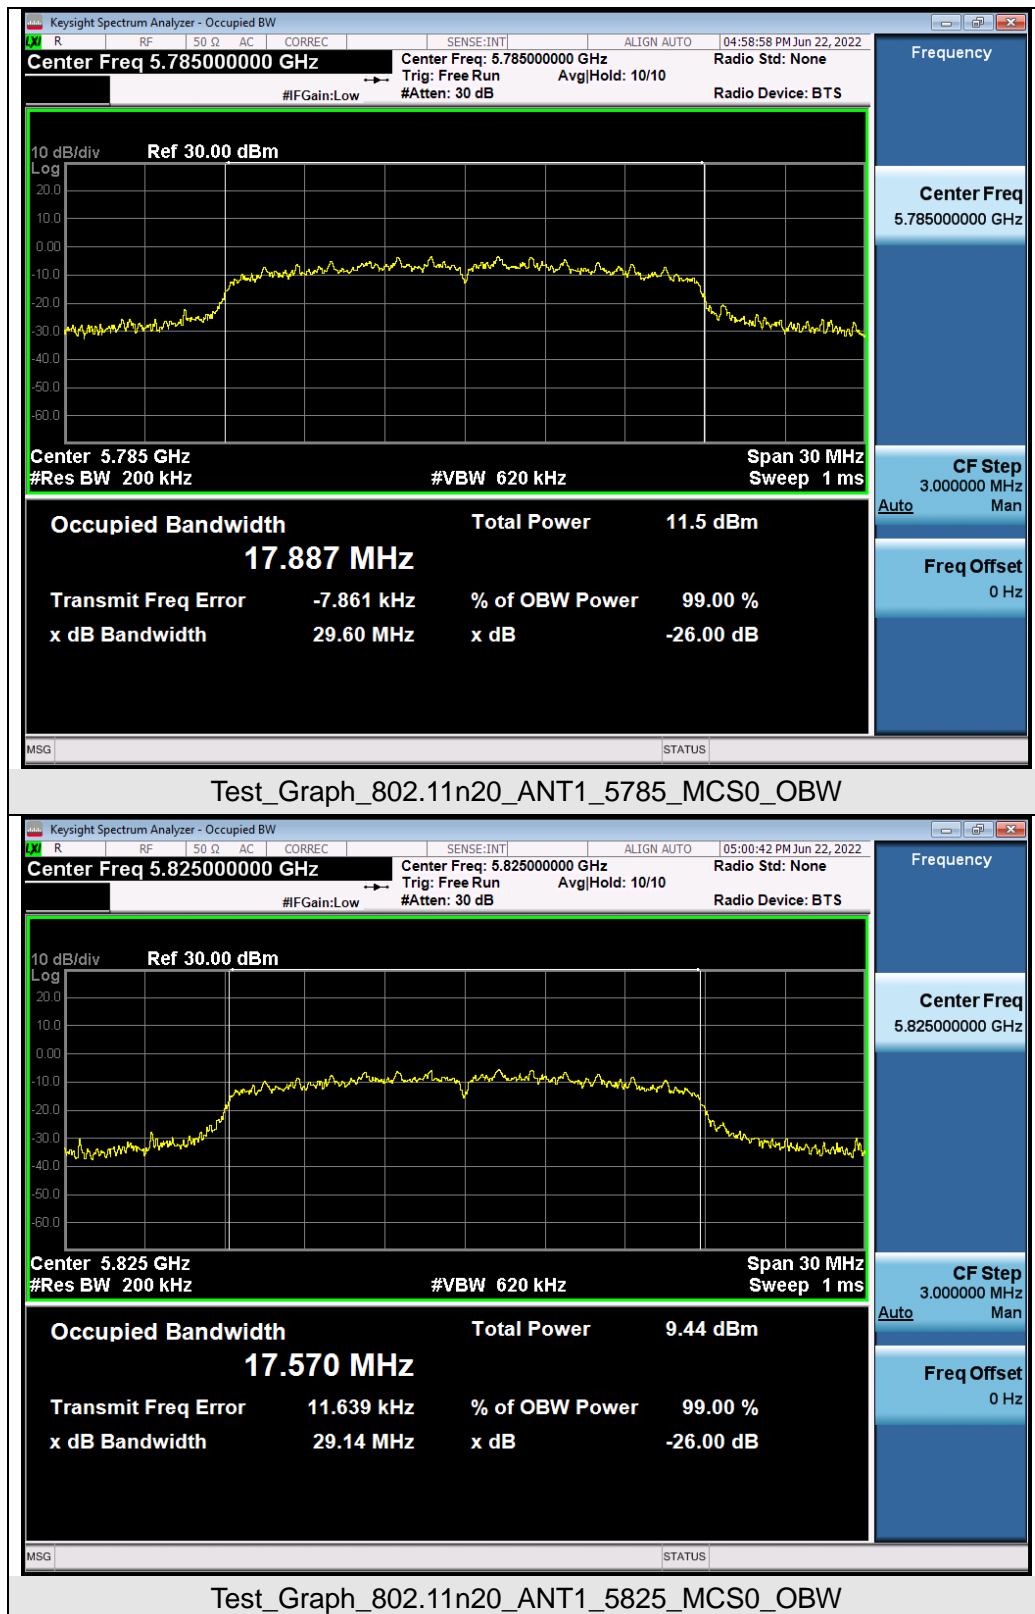 Keysight Spectrum Analyzer - Occupied BW
LXI R RF 50 Ω AC CORREC SENSE:INT ALIGN AUTO 04:58:58 PM Jun 22, 2022
Center Freq 5.785000000 GHz Center Freq: 5.785000000 GHz Radio Std: None Frequency
Trig: Free Run Avg|Hold: 10/10
#IFGain:Low #Atten: 30 dB Radio Device: BTS
10 dB/div Ref 30.00 dBm
Log
20.0
10.0
0.00
-10.0
-20.0
-30.0
-40.0
-50.0
-60.0
Center Freq
5.785000000 GHz
Center 5.785 GHz Span 30 MHz
#Res BW 200 kHz #VBW 620 kHz Sweep 1 ms
CF Step
3.000000 MHz
Auto Man
Freq Offset
0 Hz
Occupied Bandwidth Total Power 11.5 dBm
17.887 MHz
Transmit Freq Error -7.861 kHz % of OBW Power 99.00 %
x dB Bandwidth 29.60 MHz x dB -26.00 dB
MSG STATUS
Test_Graph_802.11n20_ANT1_5785_MCS0_OBW
Keysight Spectrum Analyzer - Occupied BW
LXI R RF 50 Ω AC CORREC SENSE:INT ALIGN AUTO 05:00:42 PM Jun 22, 2022
Center Freq 5.825000000 GHz Center Freq: 5.825000000 GHz Radio Std: None Frequency
Trig: Free Run Avg|Hold: 10/10
#IFGain:Low #Atten: 30 dB Radio Device: BTS
10 dB/div Ref 30.00 dBm
Log
20.0
10.0
0.00
-10.0
-20.0
-30.0
-40.0
-50.0
-60.0
Center Freq
5.825000000 GHz
Center 5.825 GHz Span 30 MHz
#Res BW 200 kHz #VBW 620 kHz Sweep 1 ms
CF Step
3.000000 MHz
Auto Man
Freq Offset
0 Hz
Occupied Bandwidth Total Power 9.44 dBm
17.570 MHz
Transmit Freq Error 11.639 kHz % of OBW Power 99.00 %
x dB Bandwidth 29.14 MHz x dB -26.00 dB
MSG STATUS
Test_Graph_802.11n20_ANT1_5825_MCS0_OBW